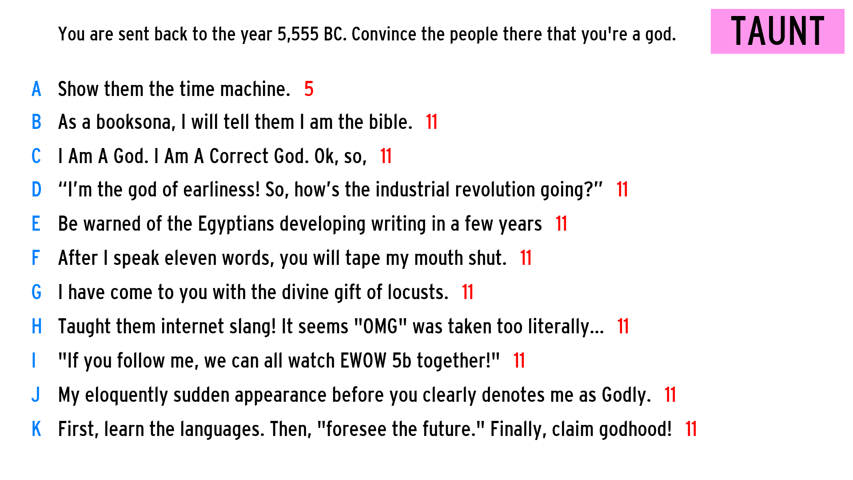 You are sent back to the year 5,555 BC. Convince the people there that you're a god.
TAUNT
A Show them the time machine. 5
B As a booksona, I will tell them I am the bible. 11
C I Am A God. I Am A Correct God. Ok, so, 11
D “I’m the god of earliness! So, how’s the industrial revolution going?” 11
E Be warned of the Egyptians developing writing in a few years 11
F After I speak eleven words, you will tape my mouth shut. 11
G I have come to you with the divine gift of locusts. 11
H Taught them internet slang! It seems "OMG" was taken too literally... 11
I "If you follow me, we can all watch EWOW 5b together!" 11
J My eloquently sudden appearance before you clearly denotes me as Godly. 11
K First, learn the languages. Then, "foresee the future." Finally, claim godhood! 11